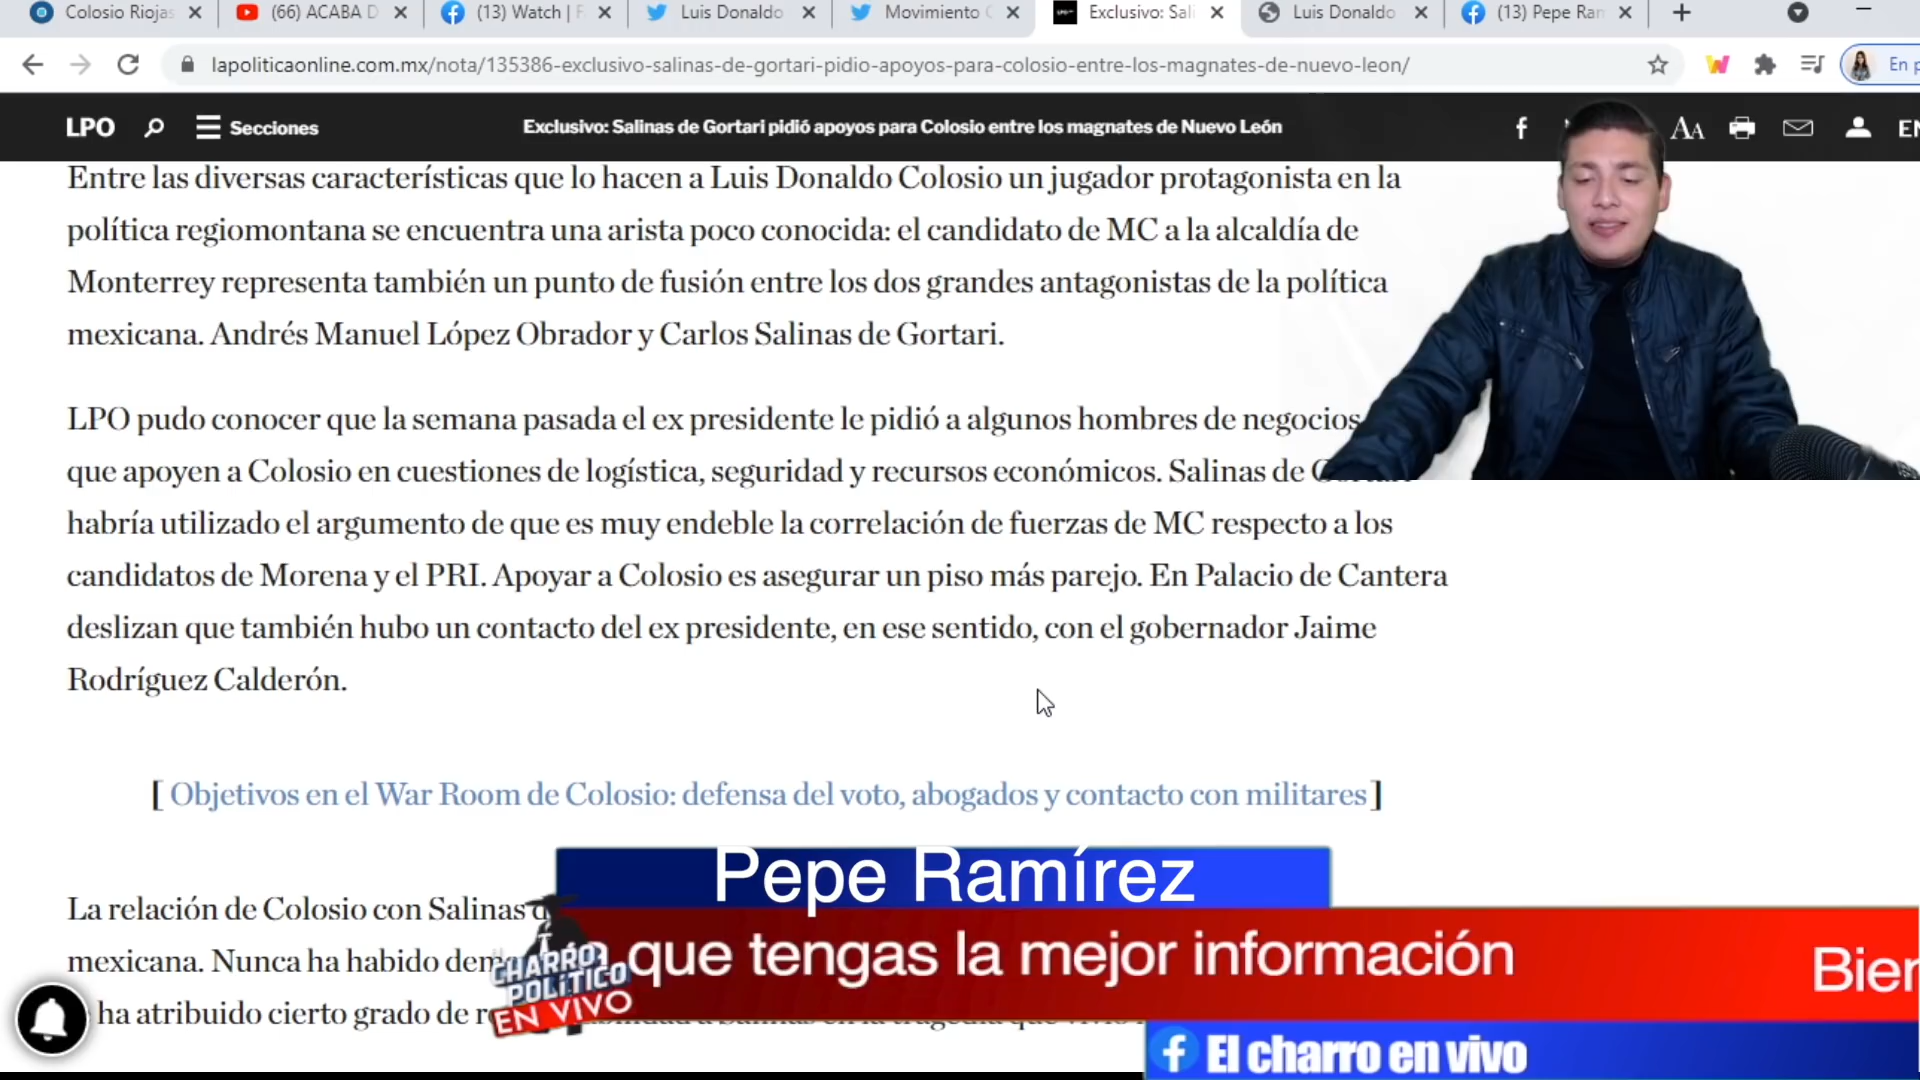 Colosio Riojas
(66) ACABA D
(13) Watch | F
Luis Donaldo
Movimiento C
Exclusivo: Sali
Luis Donaldo
(13) Pepe Ram
lapoliticaonline.com.mx/nota/135386-exclusivo-salinas-de-gortari-pidio-apoyos-para-colosio-entre-los-magnates-de-nuevo-leon/
En p
LPO
Secciones
Exclusivo: Salinas de Gortari pidió apoyos para Colosio entre los magnates de Nuevo León
AA
EN
Entre las diversas características que lo hacen a Luis Donaldo Colosio un jugador protagonista en la
política regiomontana se encuentra una arista poco conocida: el candidato de MC a la alcaldía de
Monterrey representa también un punto de fusión entre los dos grandes antagonistas de la política
mexicana. Andrés Manuel López Obrador y Carlos Salinas de Gortari.
LPO pudo conocer que la semana pasada el ex presidente le pidió a algunos hombres de negocios
que apoyen a Colosio en cuestiones de logística, seguridad y recursos económicos. Salinas de Gortari
habría utilizado el argumento de que es muy endeble la correlación de fuerzas de MC respecto a los
candidatos de Morena y el PRI. Apoyar a Colosio es asegurar un piso más parejo. En Palacio de Cantera
deslizan que también hubo un contacto del ex presidente, en ese sentido, con el gobernador Jaime
Rodríguez Calderón.
[ Objetivos en el War Room de Colosio: defensa del voto, abogados y contacto con militares ]
Pepe Ramírez
La relación de Colosio con Salinas d
que tengas la mejor información
Bien
mexicana. Nunca ha habido
CHARRO
POLÍTICO
EN VIVO
ha atribuido cierto grado de
a Salinas en la tragedia que vivió
El charro en vivo